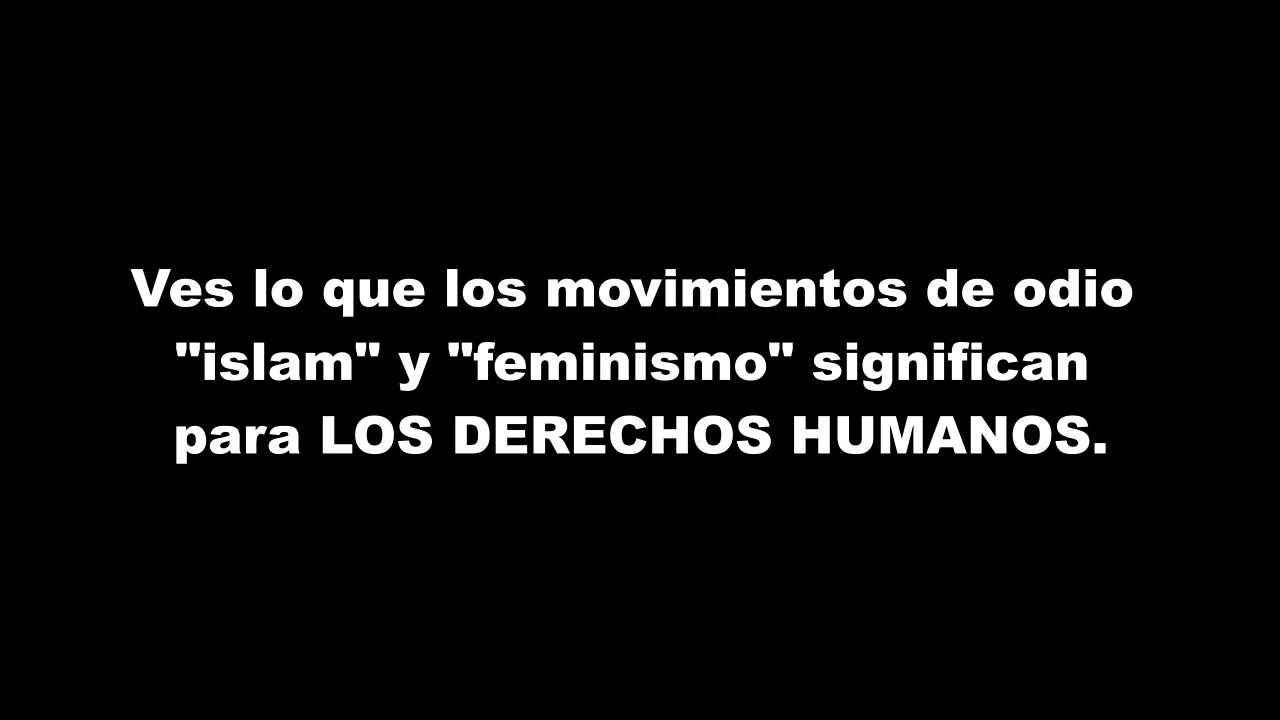 Ves lo que los movimientos de odio
"islam" y "feminismo" significan
para LOS DERECHOS HUMANOS.